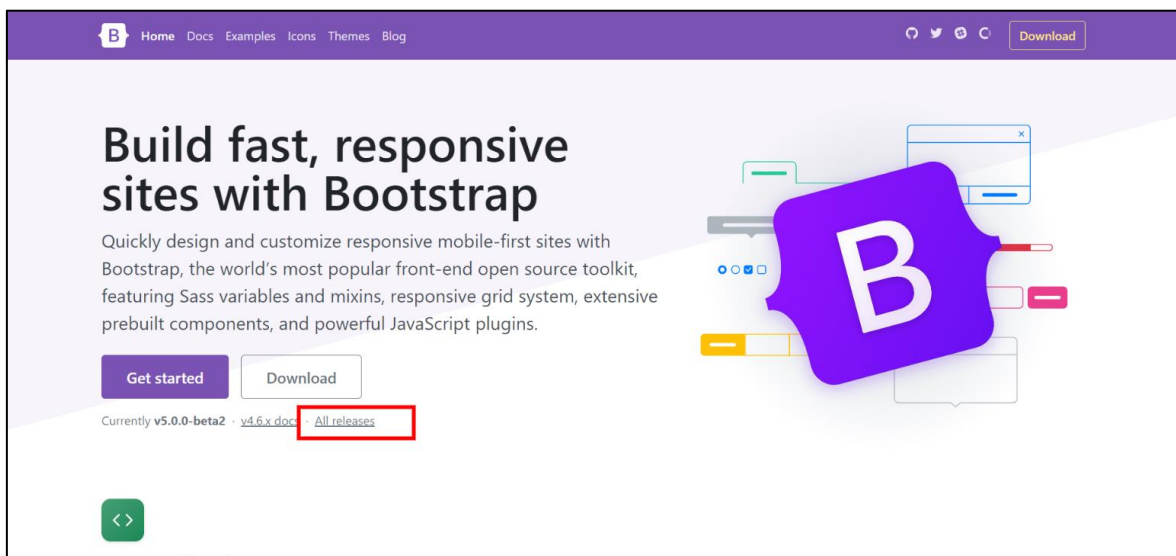 B Home Docs Examples Icons Themes Blog Download
Build fast, responsive
sites with Bootstrap
Quickly design and customize responsive mobile-first sites with
Bootstrap, the world's most popular front-end open source toolkit,
featuring Sass variables and mixins, responsive grid system, extensive
prebuilt components, and powerful JavaScript plugins.
Get started Download
Currently v5.0.0-beta2 · v4.6.x docs · All releases
B